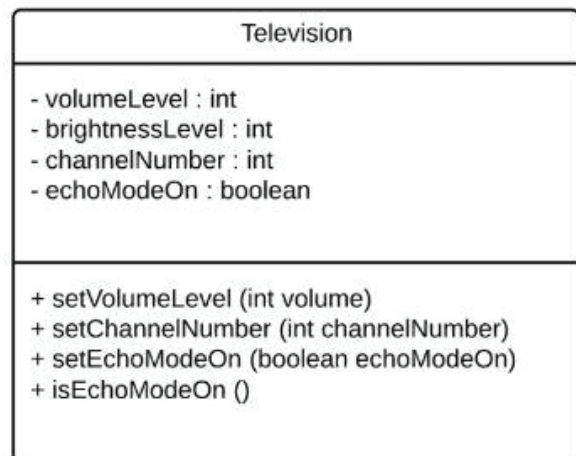 Television
- volumeLevel : int
- brightnessLevel : int
- channelNumber : int
- echoModeOn : boolean
+ setVolumeLevel (int volume)
+ setChannelNumber (int channelNumber)
+ setEchoModeOn (boolean echoModeOn)
+ isEchoModeOn ()